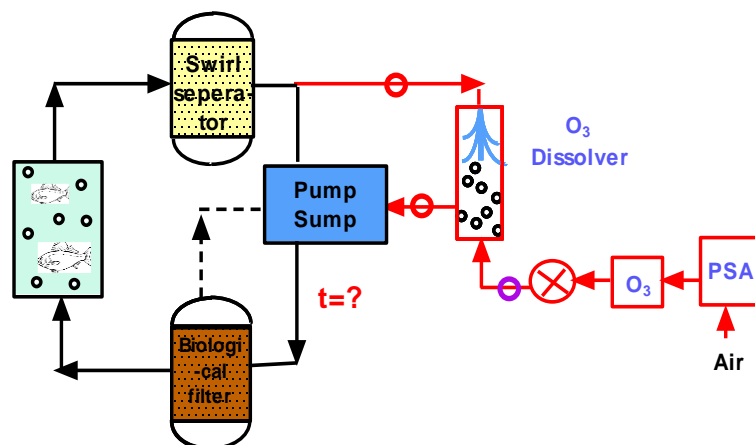 Swirl
sepera-
tor
O₃
Dissolver
Pump
Sump
t=?
PSA
O₃
Air
Biologi
-cal
filter